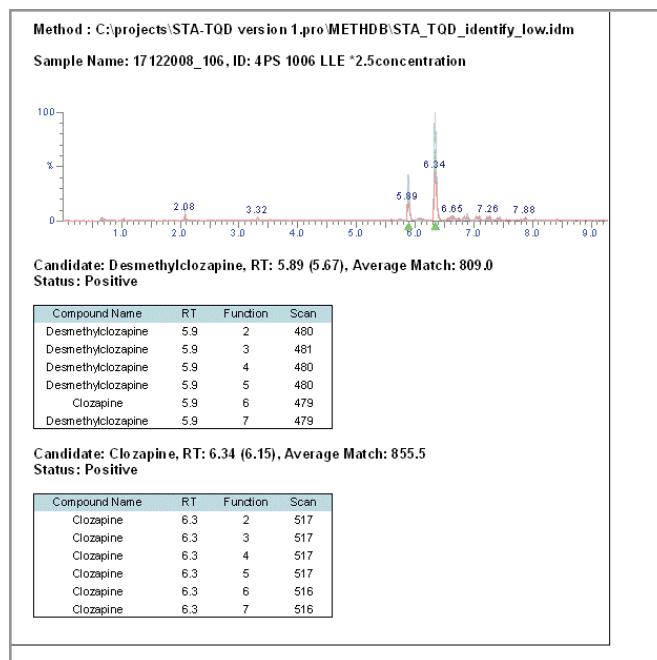 Method : C:\projects\STA-TQD version 1.pro\METHDB\STA_TQD_identify_low.idm
Sample Name: 17122008_106, ID: 4PS 1006 LLE *2.5concentration
100
%
0
6.34
5.89
2.08 3.32 6.65 7.26 7.88
1.0 2.0 3.0 4.0 5.0 6.0 7.0 8.0 9.0
Candidate: Desmethylclozapine, RT: 5.89 (5.67), Average Match: 809.0
Status: Positive
Compound Name RT Function Scan
Desmethylclozapine 5.9 2 480
Desmethylclozapine 5.9 3 481
Desmethylclozapine 5.9 4 480
Desmethylclozapine 5.9 5 480
Clozapine 5.9 6 479
Desmethylclozapine 5.9 7 479
Candidate: Clozapine, RT: 6.34 (6.15), Average Match: 855.5
Status: Positive
Compound Name RT Function Scan
Clozapine 6.3 2 517
Clozapine 6.3 3 517
Clozapine 6.3 4 517
Clozapine 6.3 5 517
Clozapine 6.3 6 516
Clozapine 6.3 7 516